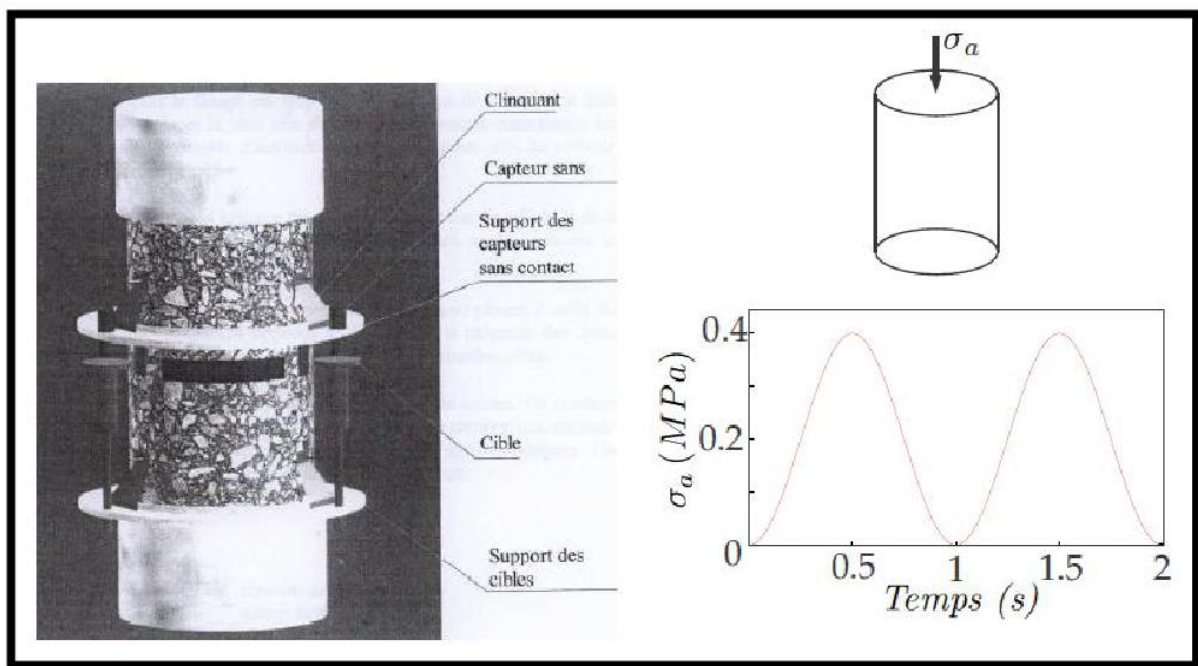 Clinquant
Capteur sans
Support des
capteurs
sans contact
Cible
Support des
cibles
σₐ
0.4
0.2
0
σₐ (MPa)
0.5 1 1.5 2
Temps (s)